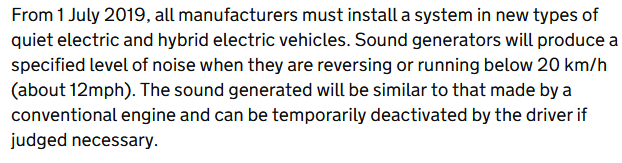 From 1 July 2019, all manufacturers must install a system in new types of
quiet electric and hybrid electric vehicles. Sound generators will produce a
specified level of noise when they are reversing or running below 20 km/h
(about 12mph). The sound generated will be similar to that made by a
conventional engine and can be temporarily deactivated by the driver if
judged necessary.